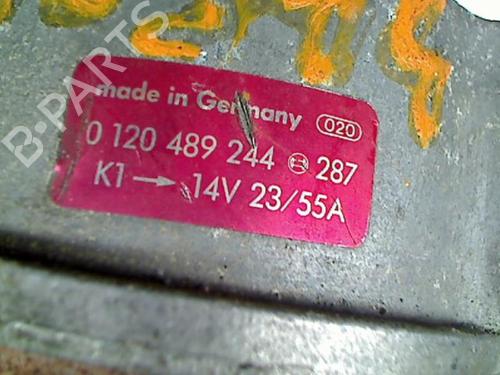 B-PARTS
made in Germany 020
0 120 489 244 287
K1 → 14V 23/55A